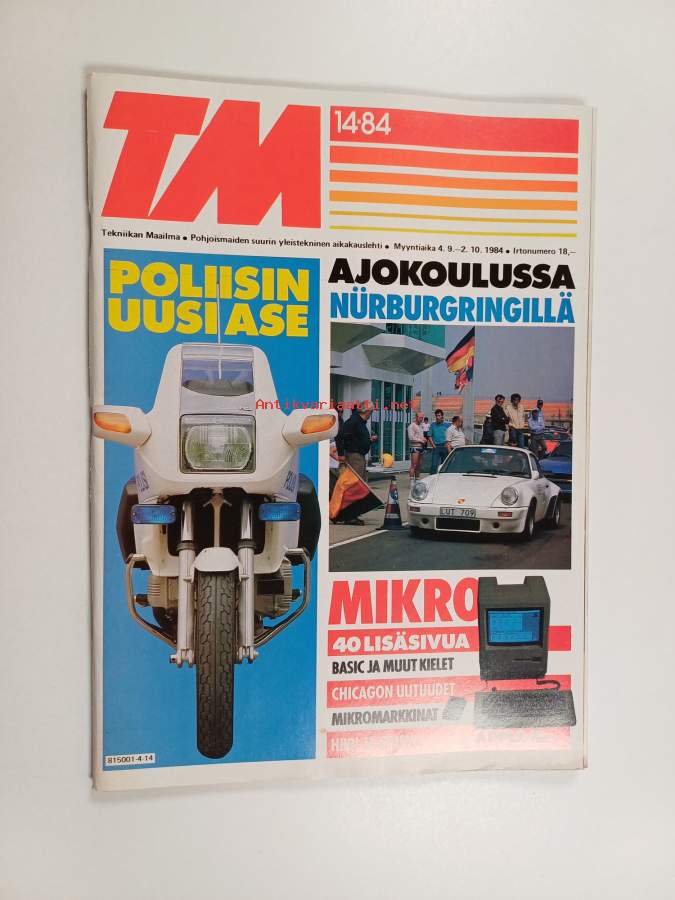 TM
14·84
Tekniikan Maailma • Pohjoismaiden suurin yleistekninen aikakauslehti • Myyntiaika 4. 9.–2. 10. 1984 • Irtonumero 18,–
POLIISIN
UUSI ASE
AJOKOULUSSA
NÜRBURGRINGILLÄ
Antikvariaatti.net
LUT 709
MIKRO
40 LISÄSIVUA
BASIC JA MUUT KIELET
CHICAGON UUTUUDET
MIKROMARKKINAT
815001-4-14